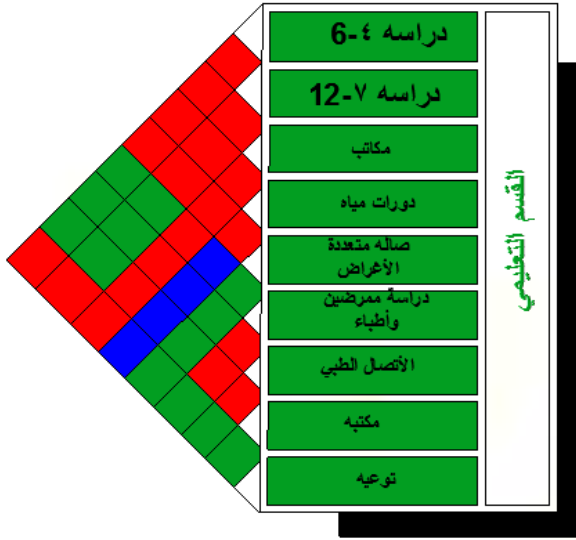 دراسه ٤-6
دراسه ٧-12
مكاتب
دورات مياه
صاله متعددة
الأغراض
دراسة ممرضين
وأطباء
الأتصال الطبي
مكتبه
توعيه
القسم التعليمي